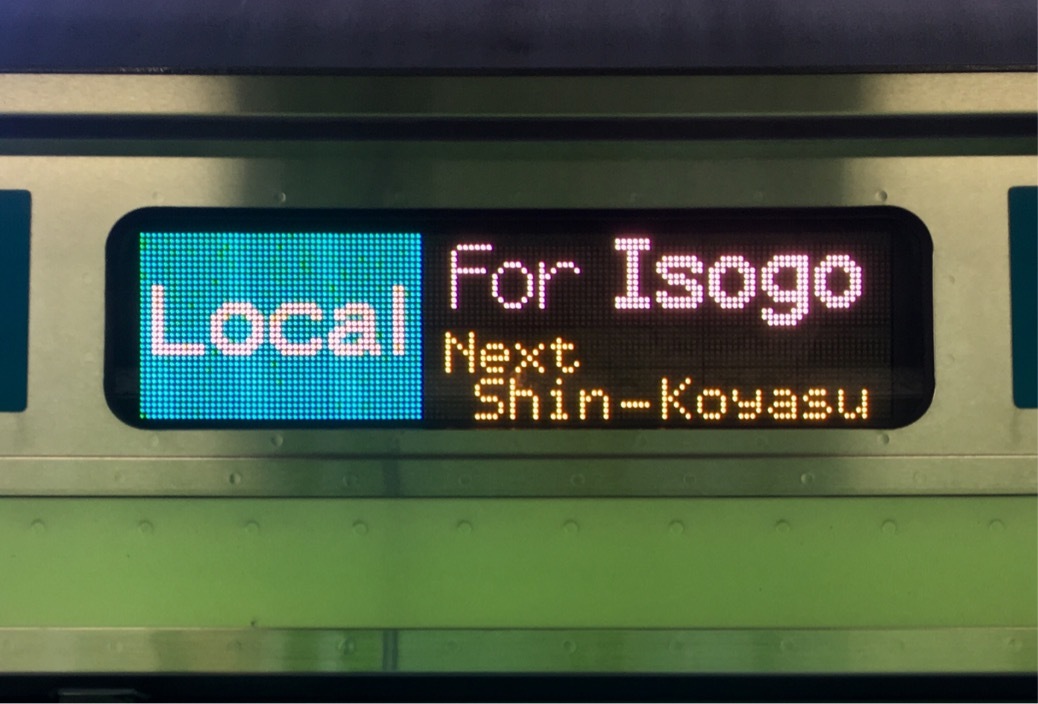 Local
For Isogo
Next
Shin-Koyasu